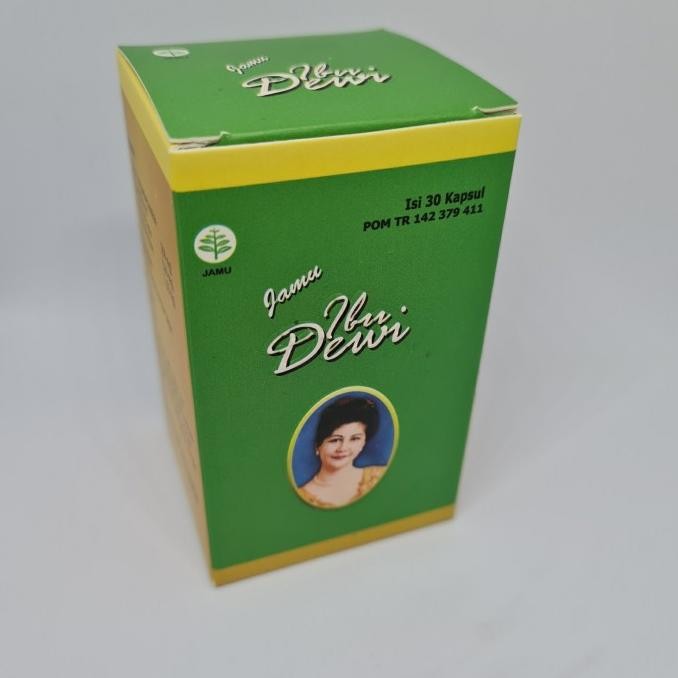 Jamu
Ibu
Dewi
Isi 30 Kapsul
POM TR 142 379 411
JAMU
Jamu
Ibu
Dewi